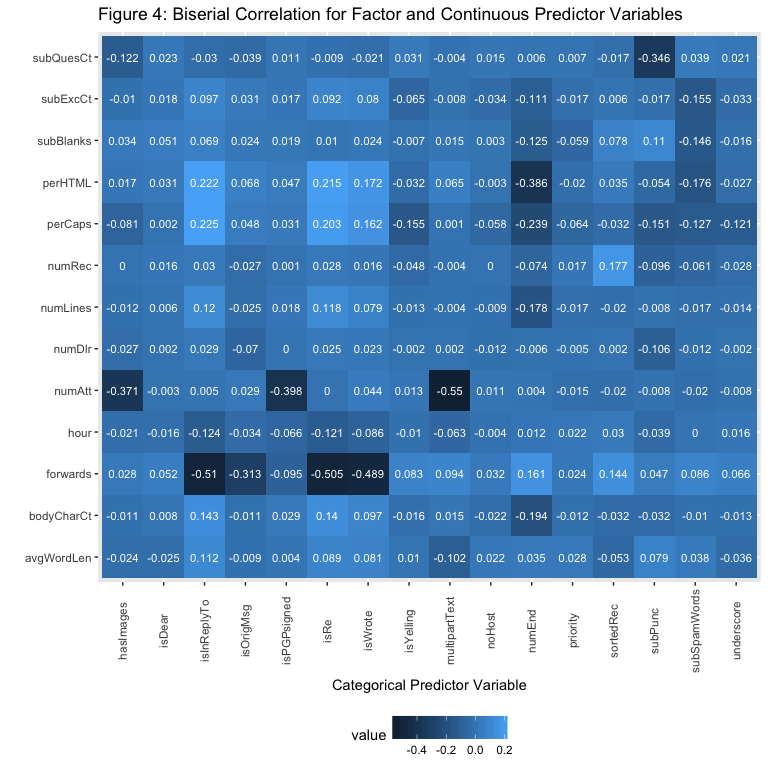 Figure 4: Biserial Correlation for Factor and Continuous Predictor Variables
subQuesCt -0.122 0.023 -0.03 -0.039 0.011 -0.009 -0.021 0.031 -0.004 0.015 0.006 0.007 -0.017 -0.346 0.039 0.021
subExcCt -0.01 0.018 0.097 0.031 0.017 0.092 0.08 -0.065 -0.008 -0.034 -0.111 -0.017 0.006 -0.017 -0.155 -0.033
subBlanks 0.034 0.051 0.069 0.024 0.019 0.01 0.024 -0.007 0.015 0.003 -0.125 -0.059 0.078 0.11 -0.146 -0.016
perHTML 0.017 0.031 0.222 0.068 0.047 0.215 0.172 -0.032 0.065 -0.003 -0.386 -0.02 0.035 -0.054 -0.176 -0.027
perCaps -0.081 0.002 0.225 0.048 0.031 0.203 0.162 -0.155 0.001 -0.058 -0.239 -0.064 -0.032 -0.151 -0.127 -0.121
numRec 0 0.016 0.03 -0.027 0.001 0.028 0.016 -0.048 -0.004 0 -0.074 0.017 0.177 -0.096 -0.061 -0.028
numLines -0.012 0.006 0.12 -0.025 0.018 0.118 0.079 -0.013 -0.004 -0.009 -0.178 -0.017 -0.02 -0.008 -0.017 -0.014
numDlr -0.027 0.002 0.029 -0.07 0 0.025 0.023 -0.002 0.002 -0.012 -0.006 -0.005 0.002 -0.106 -0.012 -0.002
numAtt -0.371 -0.003 0.005 0.029 -0.398 0 0.044 0.013 -0.55 0.011 0.004 -0.015 -0.02 -0.008 -0.02 -0.008
hour -0.021 -0.016 -0.124 -0.034 -0.066 -0.121 -0.086 -0.01 -0.063 -0.004 0.012 0.022 0.03 -0.039 0 0.016
forwards 0.028 0.052 -0.51 -0.313 -0.095 -0.505 -0.489 0.083 0.094 0.032 0.161 0.024 0.144 0.047 0.086 0.066
bodyCharCt -0.011 0.008 0.143 -0.011 0.029 0.14 0.097 -0.016 0.015 -0.022 -0.194 -0.012 -0.032 -0.032 -0.01 -0.013
avgWordLen -0.024 -0.025 0.112 -0.009 0.004 0.089 0.081 0.01 -0.102 0.022 0.035 0.028 -0.053 0.079 0.038 -0.036
hasImages isDear isInReplyTo isOrigMsg isPGPsigned isRe isWrote isYelling multipartText noHost numEnd priority sortedRec subPunc subSpamWords underscore
Categorical Predictor Variable
value
-0.4 -0.2 0.0 0.2